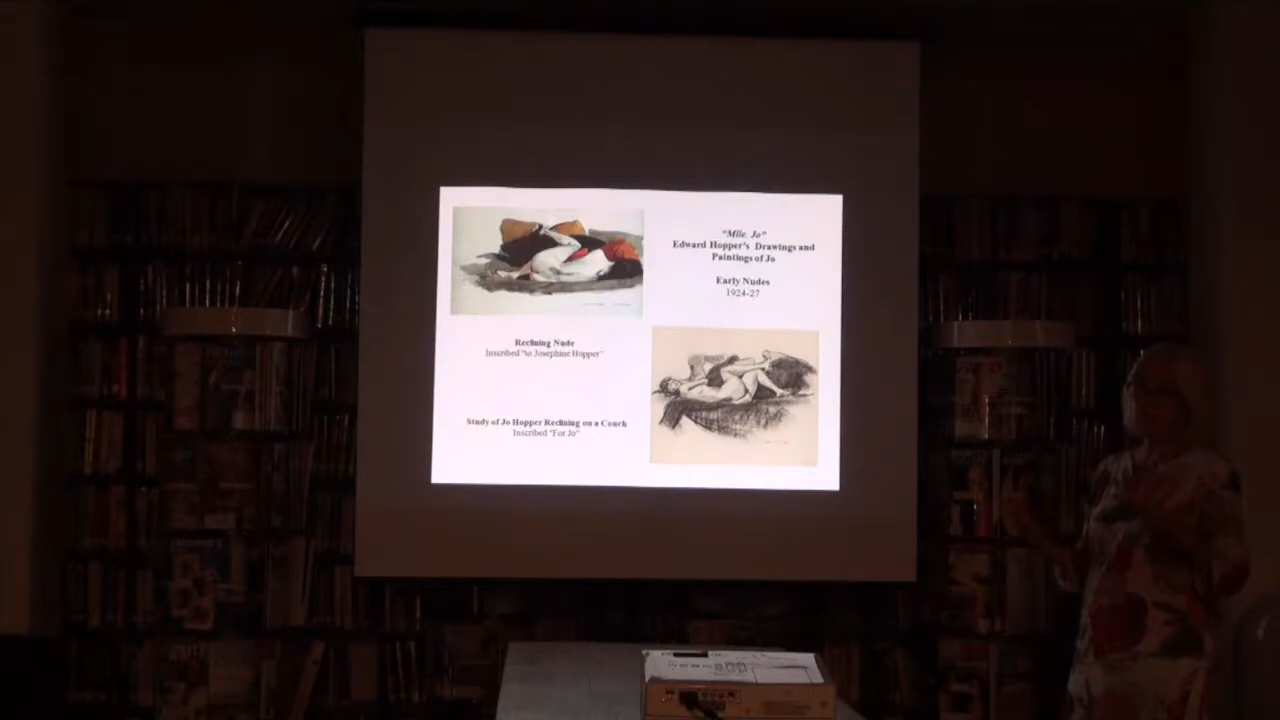 "Mlle. Jo"
Edward Hopper's Drawings and
Paintings of Jo
Early Nudes
1924-27
Reclining Nude
Inscribed "to Josephine Hopper"
Study of Jo Hopper Reclining on a Couch
Inscribed "For Jo"